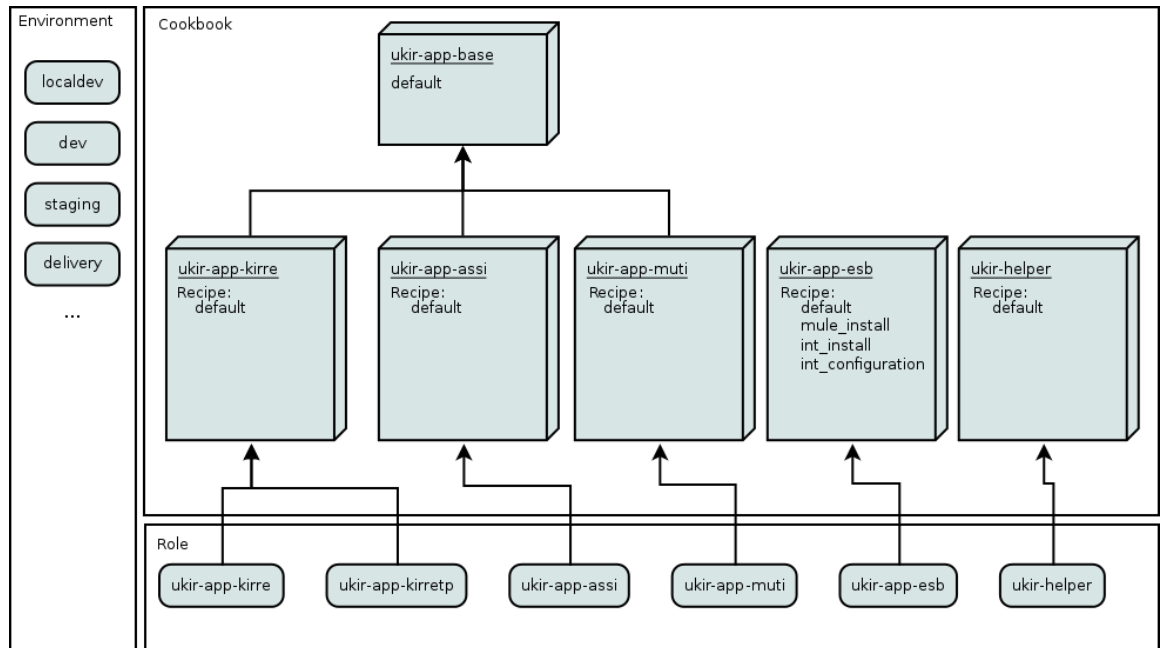 Environment
localdev
dev
staging
delivery
...
Cookbook
ukir-app-base
default
ukir-app-kirre
Recipe:
default
ukir-app-assi
Recipe:
default
ukir-app-muti
Recipe:
default
ukir-app-esb
Recipe:
default
mule_install
int_install
int_configuration
ukir-helper
Recipe:
default
Role
ukir-app-kirre
ukir-app-kirretp
ukir-app-assi
ukir-app-muti
ukir-app-esb
ukir-helper